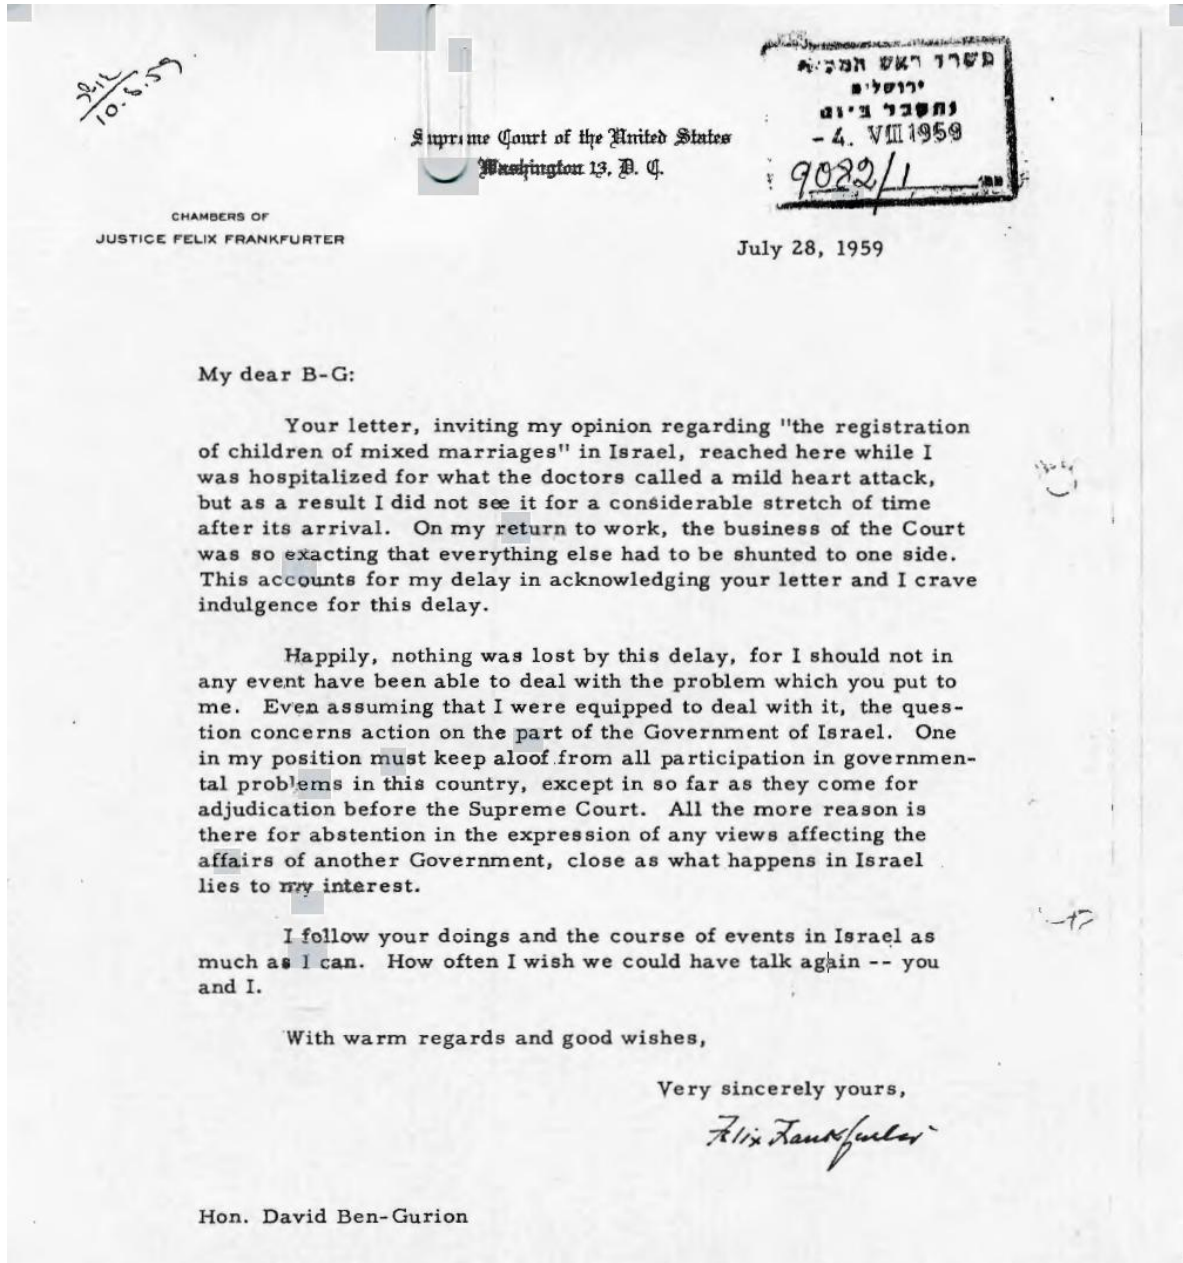 10.8.59
Supreme Court of the United States
Washington 13, D. C.
משרד ראש הממ
ירושלים
נתקבל ביום
-4. VIII 1959
9082/1
CHAMBERS OF
JUSTICE FELIX FRANKFURTER
July 28, 1959
My dear B-G:
Your letter, inviting my opinion regarding "the registration
of children of mixed marriages" in Israel, reached here while I
was hospitalized for what the doctors called a mild heart attack,
but as a result I did not see it for a considerable stretch of time
after its arrival. On my return to work, the business of the Court
was so exacting that everything else had to be shunted to one side.
This accounts for my delay in acknowledging your letter and I crave
indulgence for this delay.
Happily, nothing was lost by this delay, for I should not in
any event have been able to deal with the problem which you put to
me. Even assuming that I were equipped to deal with it, the ques-
tion concerns action on the part of the Government of Israel. One
in my position must keep aloof from all participation in governmen-
tal problems in this country, except in so far as they come for
adjudication before the Supreme Court. All the more reason is
there for abstention in the expression of any views affecting the
affairs of another Government, close as what happens in Israel
lies to my interest.
I follow your doings and the course of events in Israel as
much as I can. How often I wish we could have talk again -- you
and I.
With warm regards and good wishes,
Very sincerely yours,
Felix Frankfurter
Hon. David Ben-Gurion